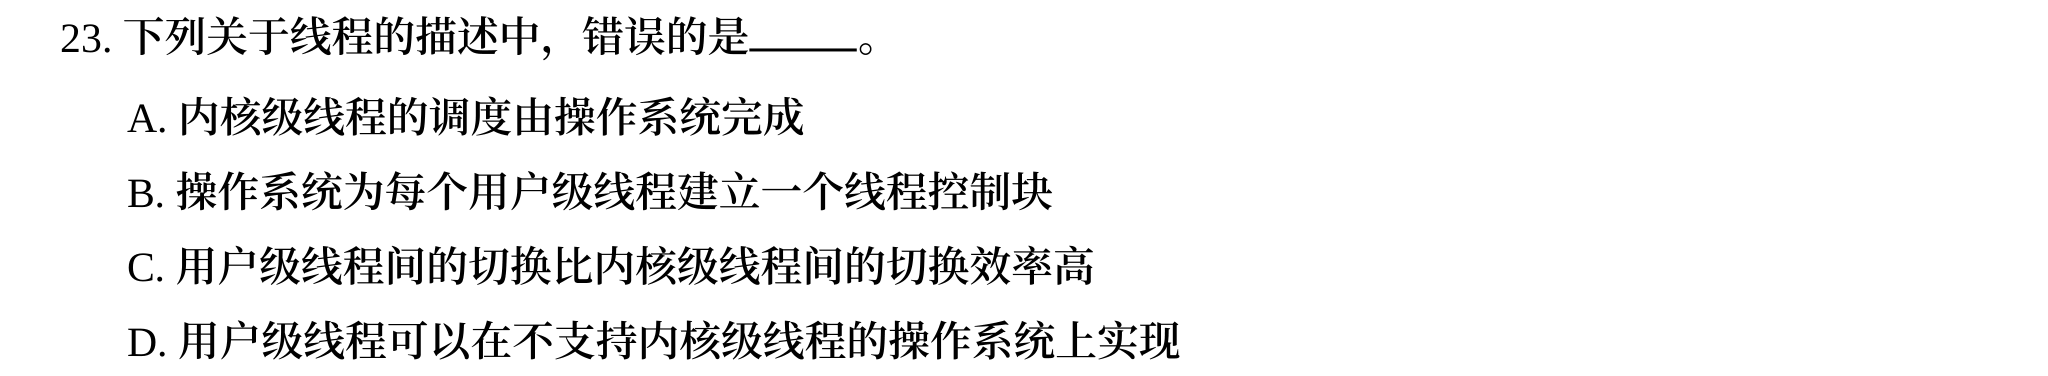 23. 下列关于线程的描述中，错误的是_____。
A. 内核级线程的调度由操作系统完成
B. 操作系统为每个用户级线程建立一个线程控制块
C. 用户级线程间的切换比内核级线程间的切换效率高
D. 用户级线程可以在不支持内核级线程的操作系统上实现